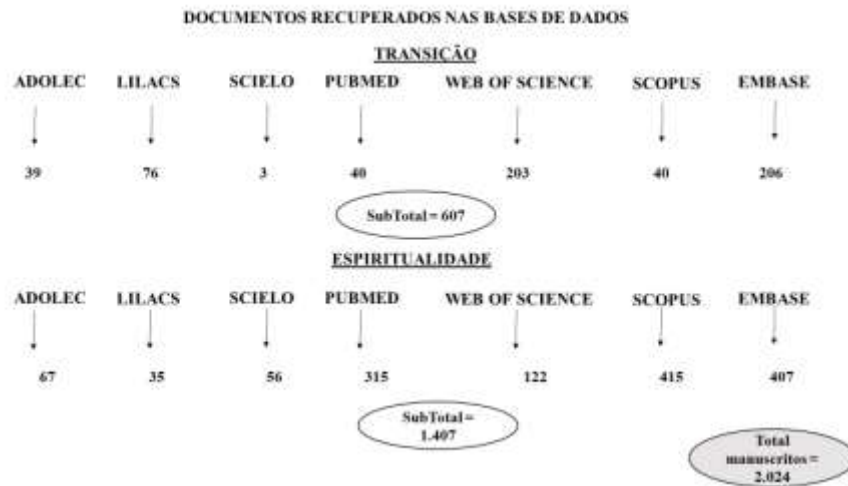 DOCUMENTOS RECUPERADOS NAS BASES DE DADOS
TRANSIÇÃO
ADOLEC LILACS SCIELO PUBMED WEB OF SCIENCE SCOPUS EMBASE
39 76 3 40 203 40 206
SubTotal = 607
ESPIRITUALIDADE
ADOLEC LILACS SCIELO PUBMED WEB OF SCIENCE SCOPUS EMBASE
67 35 56 315 122 415 407
SubTotal =
1.407
Total
manuscritos =
2.024